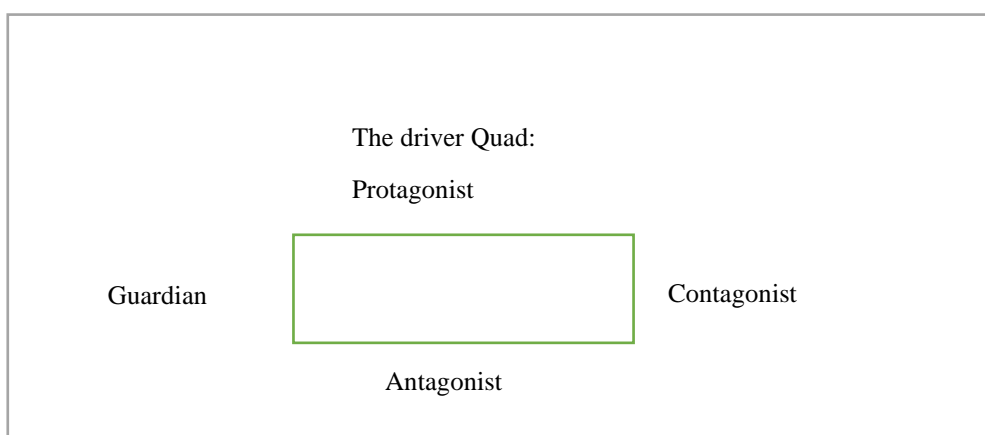 The driver Quad:
Protagonist
Guardian
Contagonist
Antagonist